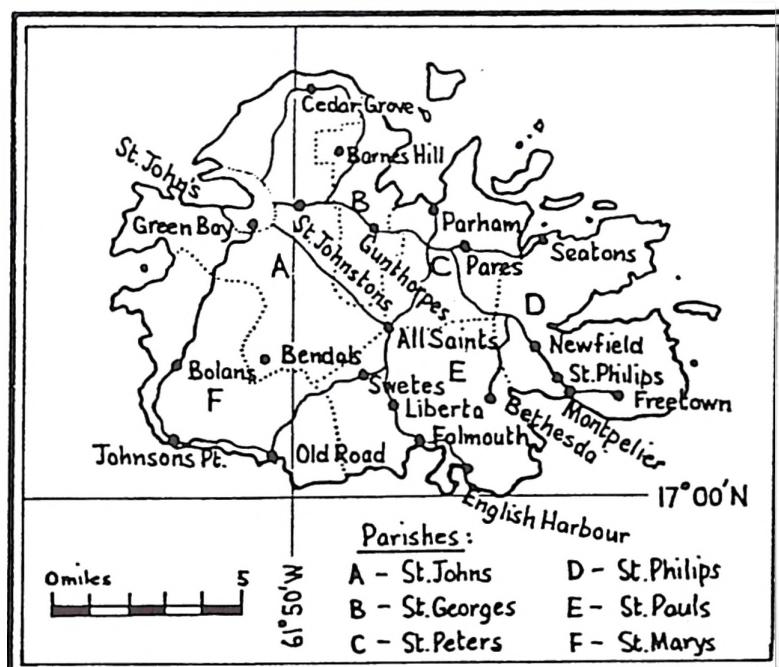 Cedar Grove
Barnes Hill
St. John's
B
Parham
Green Bay
St. Johnstons
Gunthorpes
Seatons
A
C
Pares
D
All Saints
Newfield
Bendals
Bolans
E
St. Philips
F
Swetes
Freetown
Liberta
Bethesda
Montpelier
Falmouth
Johnsons Pt.
Old Road
17°00'N
English Harbour
Parishes:
0 miles 5
61°50'W
A - St. Johns
D - St. Philips
B - St. Georges
E - St. Pauls
C - St. Peters
F - St. Marys